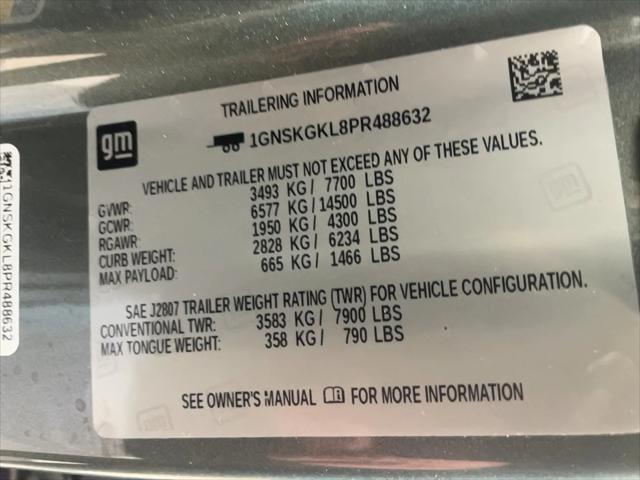 TRAILERING INFORMATION
gm
1GNSKGKL8PR488632
VEHICLE AND TRAILER MUST NOT EXCEED ANY OF THESE VALUES.
GVWR: 3493 KG / 7700 LBS
GCWR: 6577 KG / 14500 LBS
RGAWR: 1950 KG / 4300 LBS
CURB WEIGHT: 2828 KG / 6234 LBS
MAX PAYLOAD: 665 KG / 1466 LBS
SAE J2807 TRAILER WEIGHT RATING (TWR) FOR VEHICLE CONFIGURATION.
CONVENTIONAL TWR: 3583 KG / 7900 LBS
MAX TONGUE WEIGHT: 358 KG / 790 LBS
SEE OWNER'S MANUAL FOR MORE INFORMATION
1GNSKGKL8PR488632